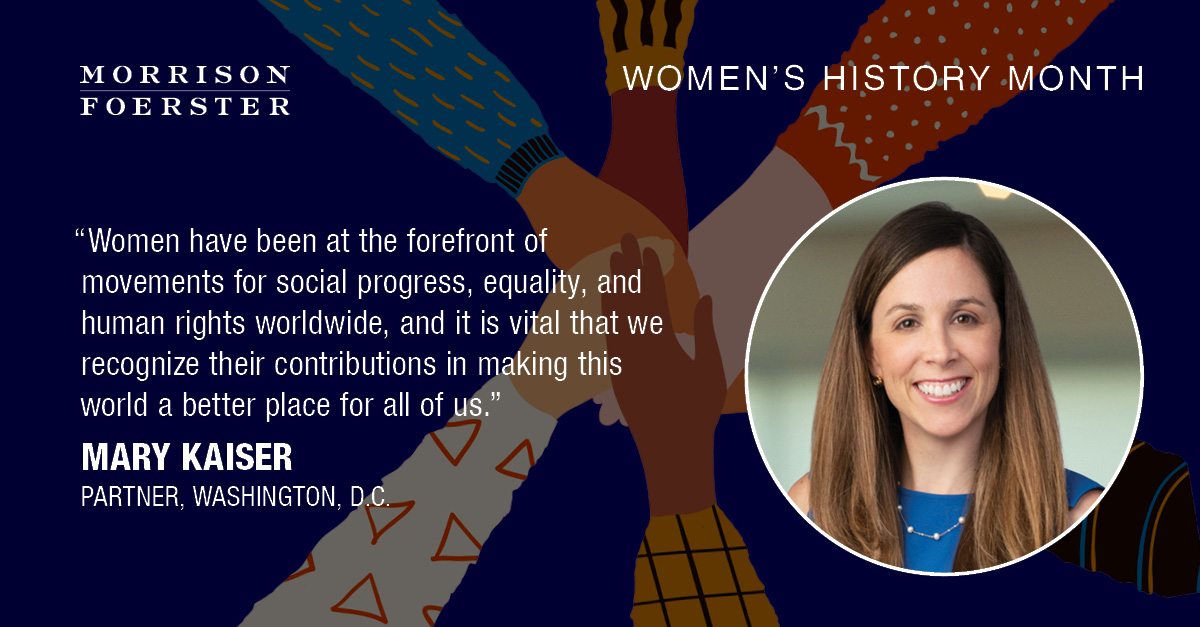 MORRISON
FOERSTER
WOMEN’S HISTORY MONTH
“Women have been at the forefront of
movements for social progress, equality, and
human rights worldwide, and it is vital that we
recognize their contributions in making this
world a better place for all of us.”
MARY KAISER
PARTNER, WASHINGTON, D.C.